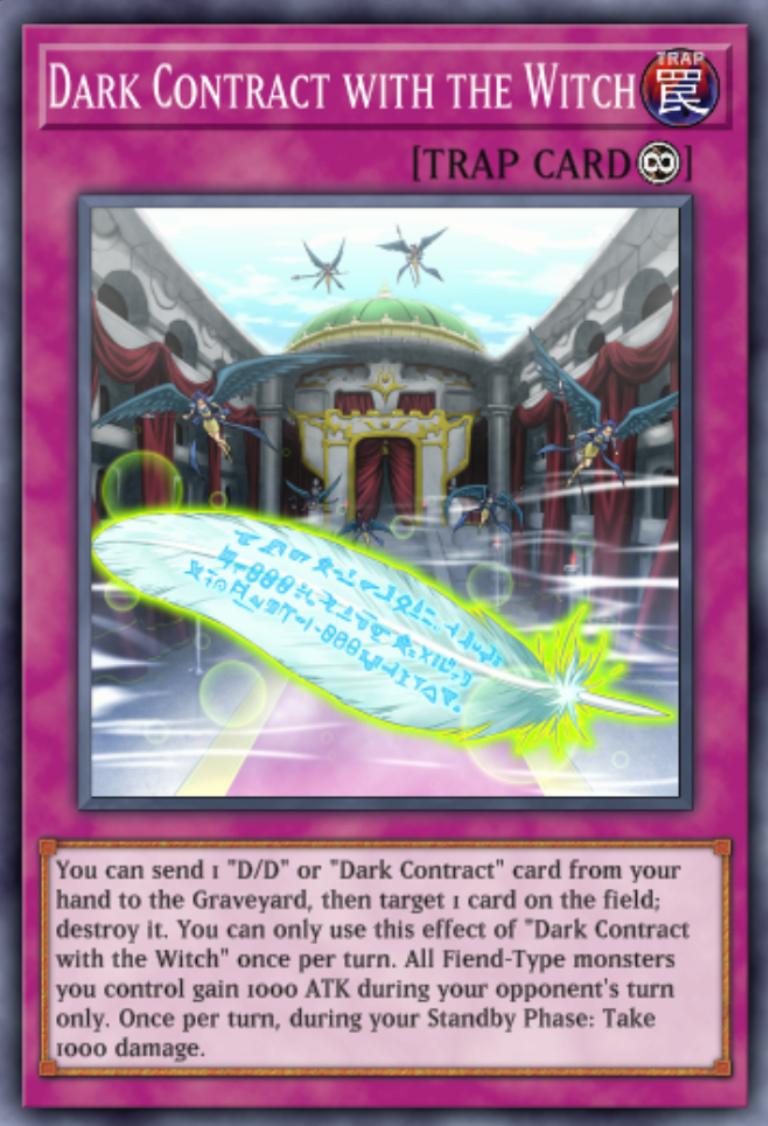 DARK CONTRACT WITH THE WITCH
TRAP
罠
[TRAP CARD]
You can send 1 "D/D" or "Dark Contract" card from your
hand to the Graveyard, then target 1 card on the field;
destroy it. You can only use this effect of "Dark Contract
with the Witch" once per turn. All Fiend-Type monsters
you control gain 1000 ATK during your opponent's turn
only. Once per turn, during your Standby Phase: Take
1000 damage.